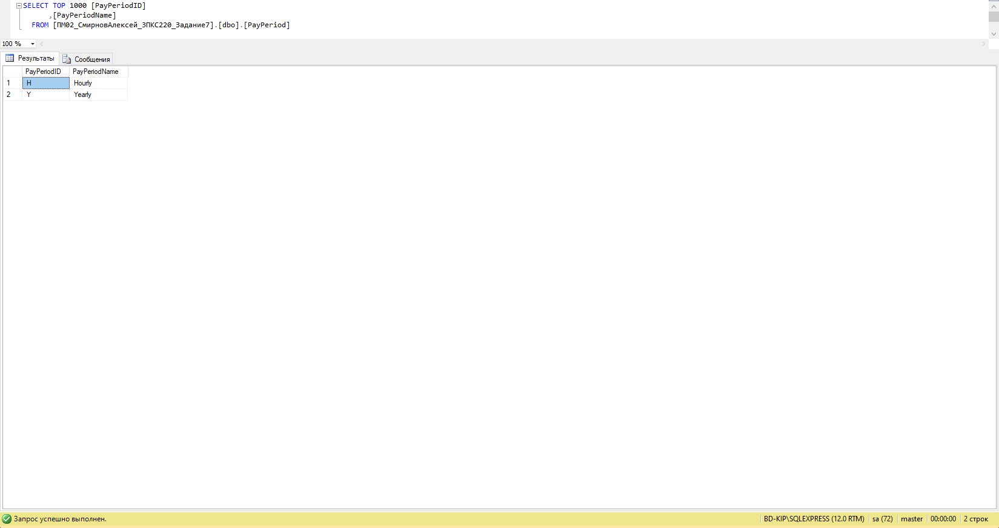 SELECT TOP 1000 [PayPeriodID]
,[PayPeriodName]
FROM [ПМ02_СмирновАлексей_3ПКС220_Задание7].[dbo].[PayPeriod]
100 %
Результаты Сообщения
PayPeriodID PayPeriodName
1 H Hourly
2 Y Yearly
Запрос успешно выполнен. BD-KIP\SQLEXPRESS (12.0 RTM) sa (72) master 00:00:00 2 строк